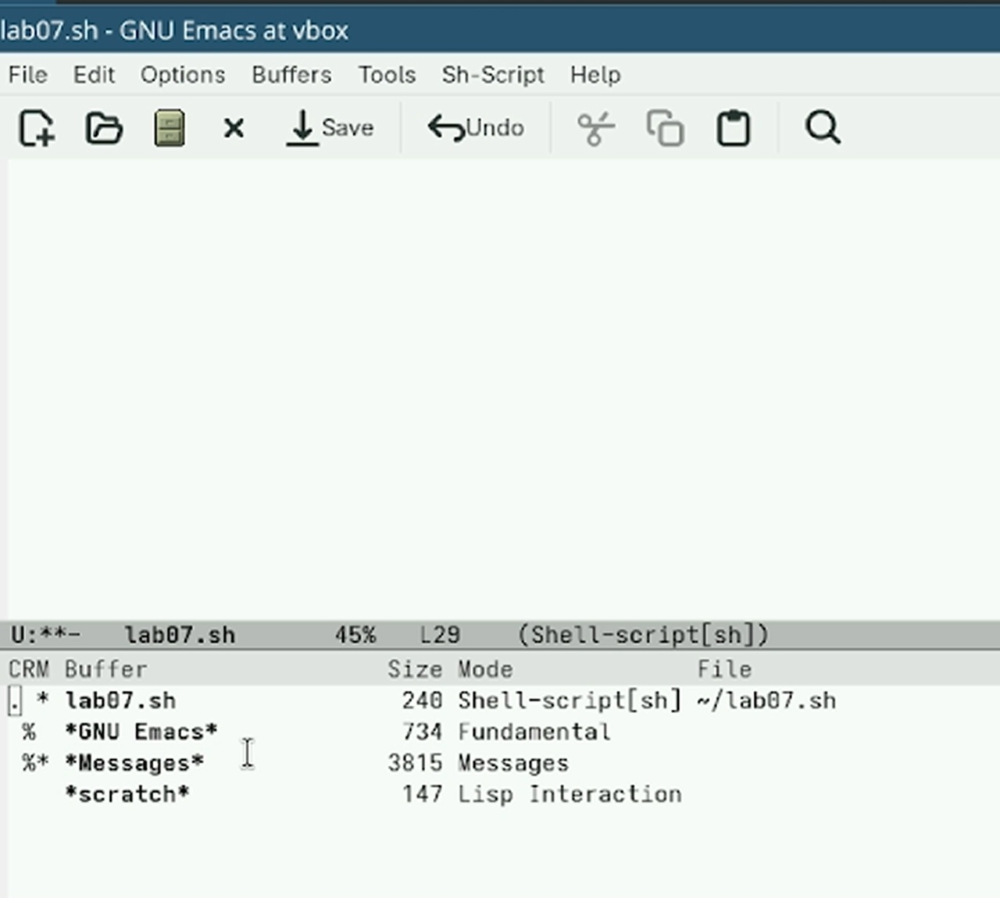 lab07.sh - GNU Emacs at vbox
File Edit Options Buffers Tools Sh-Script Help
Save Undo
U:**- lab07.sh 45% L29 (Shell-script[sh])
CRM Buffer Size Mode File
. * lab07.sh 240 Shell-script[sh] ~/lab07.sh
% *GNU Emacs* 734 Fundamental
%* *Messages* 3815 Messages
*scratch* 147 Lisp Interaction